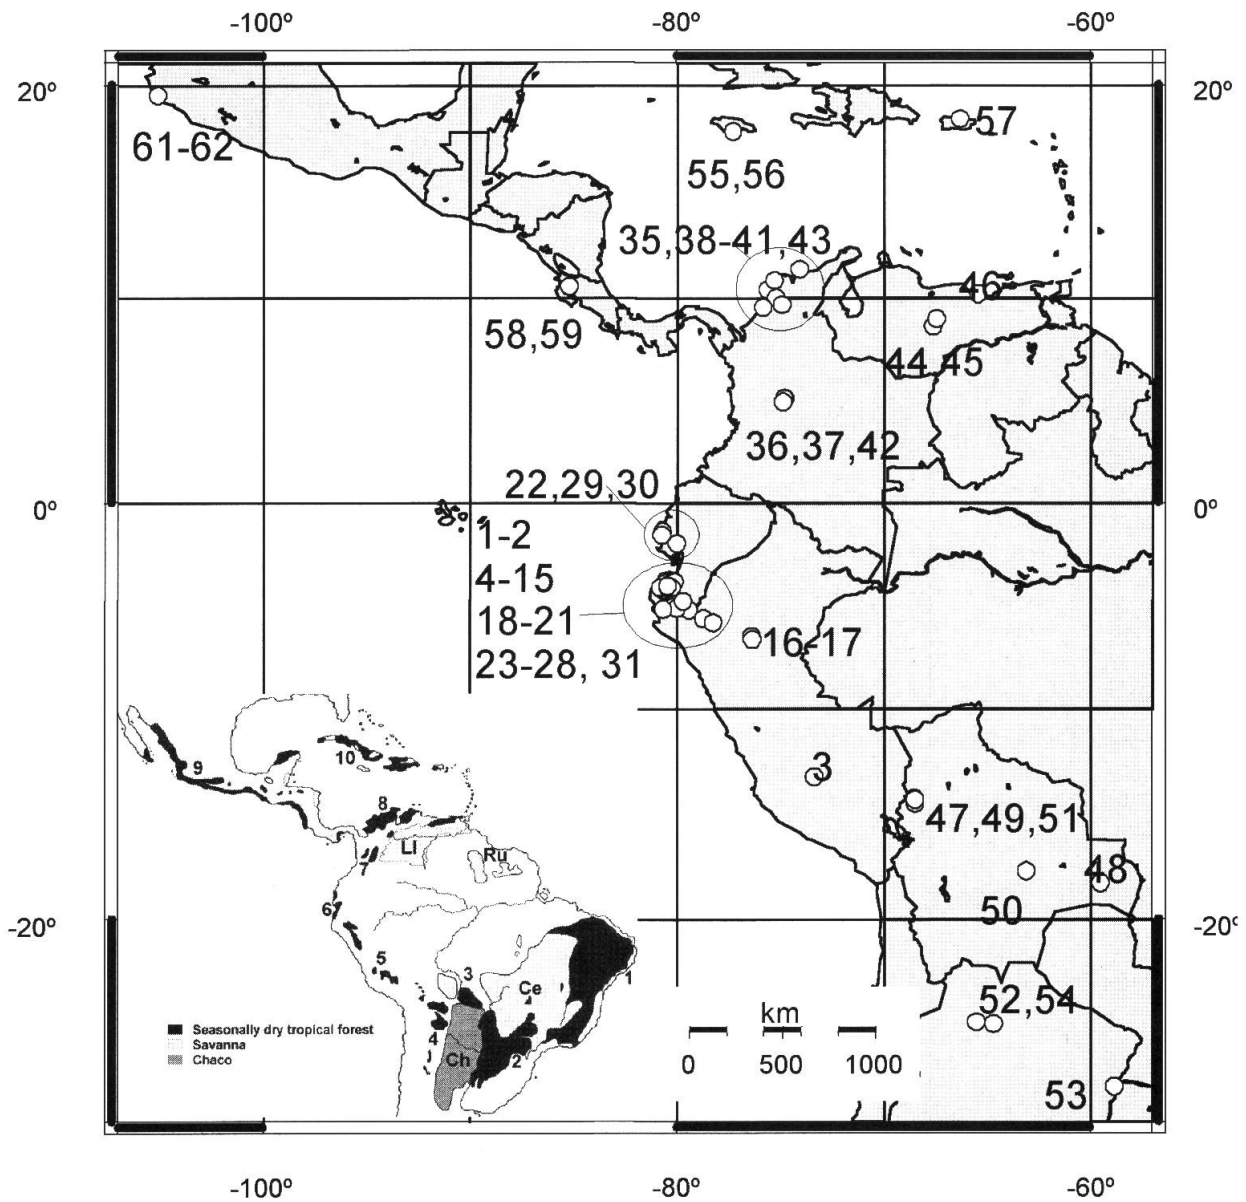 -100º -80º -60º
20º 20º
57
61-62
55,56
35,38-41,43
46
58,59
44,45
36,37,42
22,29,30
0º 0º
1-2
4-15
18-21
23-28, 31
16-17
3
47,49,51
48
50
-20º -20º
52,54
53
km
0 500 1000
9
10
8
Ll
Ru
7
6
5
3
Ce
1
4
Ch
2
Seasonally dry tropical forest
Savanna
Chaco
-100º -80º -60º